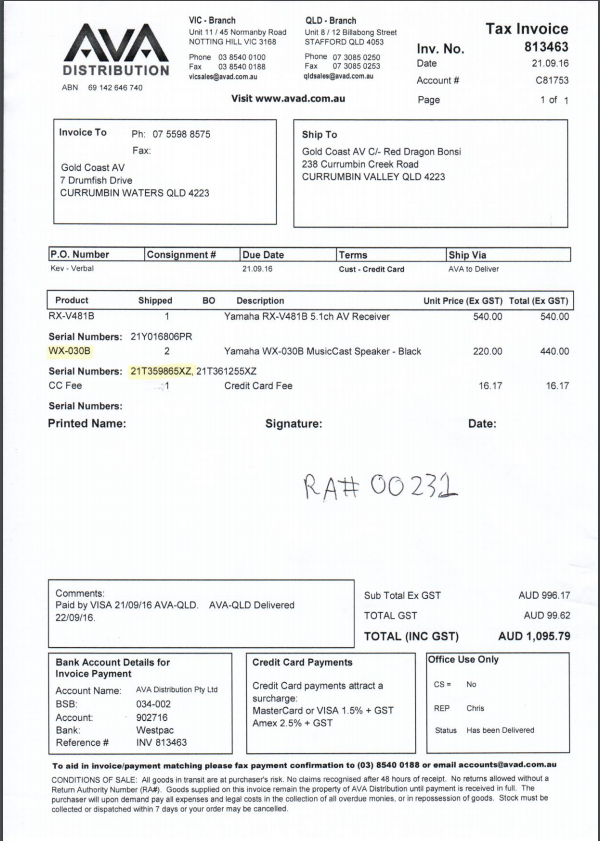 AVA
DISTRIBUTION
ABN 69 142 646 740
VIC - Branch
Unit 11 / 45 Normanby Road
NOTTING HILL VIC 3168
Phone 03 8540 0100
Fax 03 8540 0188
vicsales@avad.com.au
QLD - Branch
Unit 8 / 12 Billabong Street
STAFFORD QLD 4053
Phone 07 3085 0250
Fax 07 3085 0253
qldsales@avad.com.au
Visit www.avad.com.au
Tax Invoice
Inv. No. 813463
Date 21.09.16
Account # C81753
Page 1 of 1
Invoice To Ph: 07 5598 8575
Fax:
Gold Coast AV
7 Drumfish Drive
CURRUMBIN WATERS QLD 4223
Ship To
Gold Coast AV C/- Red Dragon Bonsi
238 Currumbin Creek Road
CURRUMBIN VALLEY QLD 4223
P.O. Number Consignment # Due Date Terms Ship Via
Kev - Verbal 21.09.16 Cust - Credit Card AVA to Deliver
Product Shipped BO Description Unit Price (Ex GST) Total (Ex GST)
RX-V481B 1 Yamaha RX-V481B 5.1ch AV Receiver 540.00 540.00
Serial Numbers: 21Y016806PR
WX-030B 2 Yamaha WX-030B MusicCast Speaker - Black 220.00 440.00
Serial Numbers: 21T359865XZ, 21T361255XZ
CC Fee 1 Credit Card Fee 16.17 16.17
Serial Numbers:
Printed Name: Signature: Date:
RA# 00231
Comments:
Paid by VISA 21/09/16 AVA-QLD. AVA-QLD Delivered
22/09/16.
Sub Total Ex GST AUD 996.17
TOTAL GST AUD 99.62
TOTAL (INC GST) AUD 1,095.79
Bank Account Details for
Invoice Payment
Account Name: AVA Distribution Pty Ltd
BSB: 034-002
Account: 902716
Bank: Westpac
Reference # INV 813463
Credit Card Payments
Credit Card payments attract a
surcharge:
MasterCard or VISA 1.5% + GST
Amex 2.5% + GST
Office Use Only
CS = No
REP Chris
Status Has been Delivered
To aid in invoice/payment matching please fax payment confirmation to (03) 8540 0188 or email accounts@avad.com.au
CONDITIONS OF SALE: All goods in transit are at purchaser's risk. No claims recognised after 48 hours of receipt. No returns allowed without a
Return Authority Number (RA#). Goods supplied on this invoice remain the property of AVA Distribution until payment is received in full. The
purchaser will upon demand pay all expenses and legal costs in the collection of all overdue monies, or in repossession of goods. Stock must be
collected or dispatched within 7 days or your order may be cancelled.